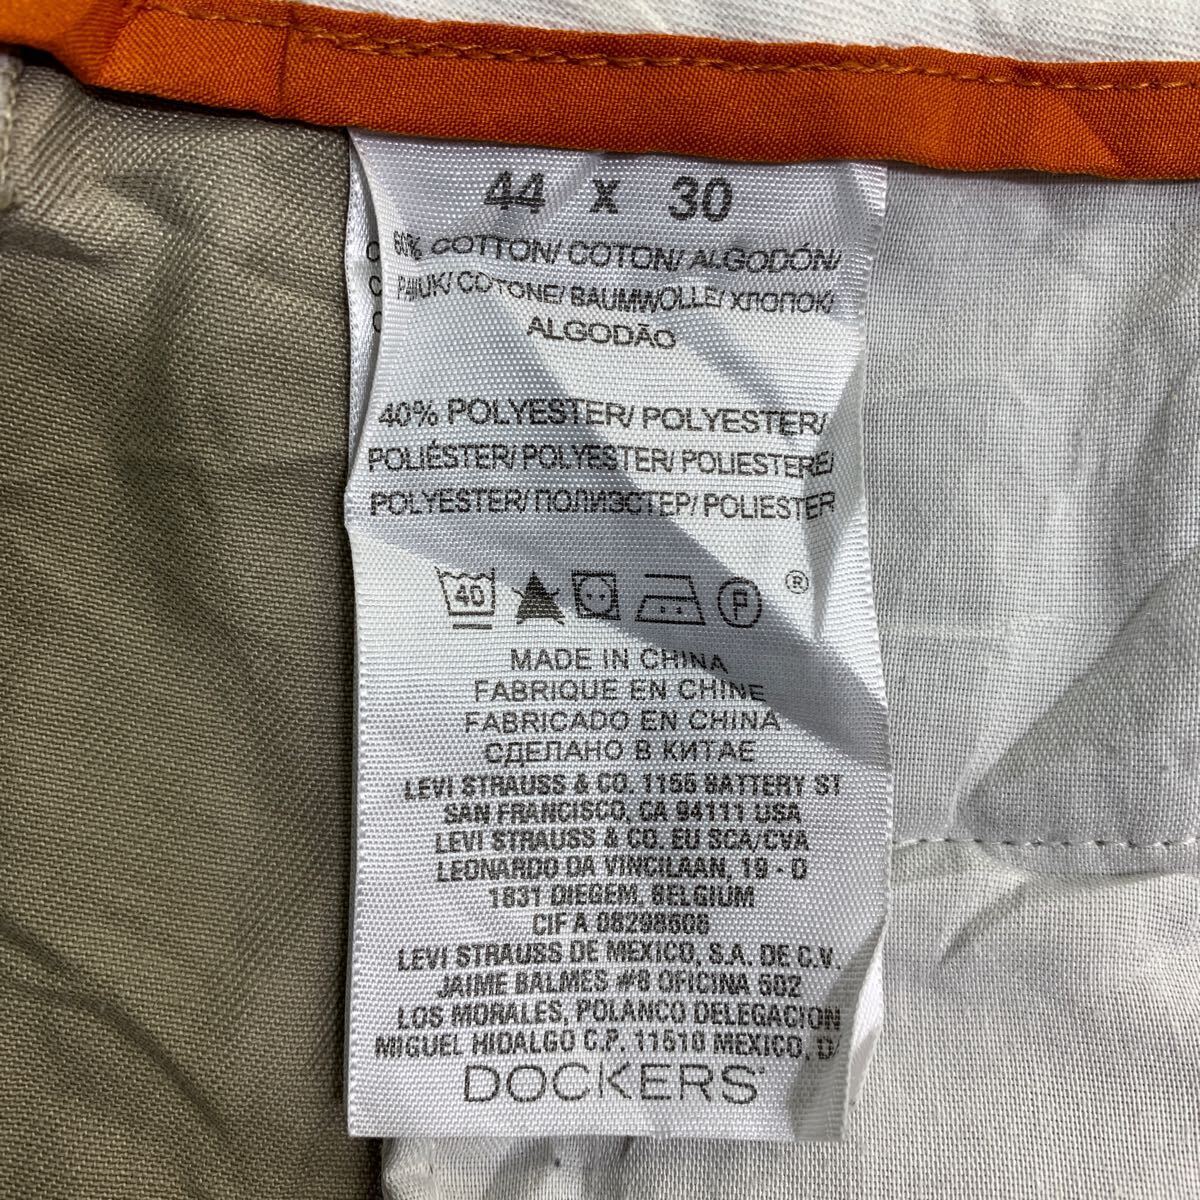 44 X 30
60% COTTON/ COTON/ ALGODÓN/
PAMUK/ COTONE/ BAUMWOLLE/ ХЛОПОК/
ALGODÃO
40% POLYESTER/ POLYESTER/
POLIÉSTER/ POLYESTER/ POLIESTERE/
POLYESTER/ ПОЛИЭСТЕР/ POLIESTER
40 P ®
MADE IN CHINA
FABRIQUE EN CHINE
FABRICADO EN CHINA
СДЕЛАНО В КИТАЕ
LEVI STRAUSS & CO. 1155 BATTERY ST
SAN FRANCISCO, CA 94111 USA
LEVI STRAUSS & CO. EU SCA/CVA
LEONARDO DA VINCILAAN, 19 - D
1831 DIEGEM, BELGIUM
CIF A 08298606
LEVI STRAUSS DE MEXICO, S.A. DE C.V.
JAIME BALMES #8 OFICINA 502
LOS MORALES, POLANCO DELEGACION
MIGUEL HIDALGO C.P. 11510 MEXICO,
DOCKERS